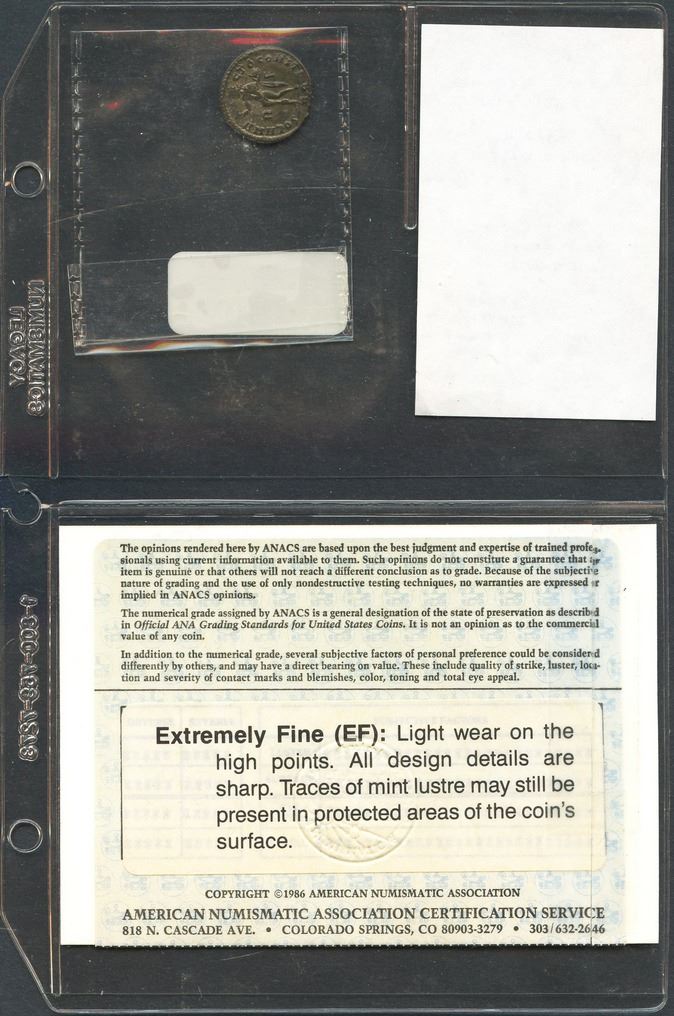 The opinions rendered here by ANACS are based upon the best judgment and expertise of trained profes-
sionals using current information available to them. Such opinions do not constitute a guarantee that
item is genuine or that others will not reach a different conclusion as to grade. Because of the subjective
nature of grading and the use of only nondestructive testing techniques, no warranties are expressed or
implied in ANACS opinions.
The numerical grade assigned by ANACS is a general designation of the state of preservation as described
in Official ANA Grading Standards for United States Coins. It is not an opinion as to the commercial
value of any coin.
In addition to the numerical grade, several subjective factors of personal preference could be considered
differently by others, and may have a direct bearing on value. These include quality of strike, luster, loca-
tion and severity of contact marks and blemishes, color, toning and total eye appeal.
Extremely Fine (EF): Light wear on the
high points. All design details are
sharp. Traces of mint lustre may still be
present in protected areas of the coin's
surface.
COPYRIGHT ©1986 AMERICAN NUMISMATIC ASSOCIATION
AMERICAN NUMISMATIC ASSOCIATION CERTIFICATION SERVICE
818 N. CASCADE AVE. • COLORADO SPRINGS, CO 80903-3279 • 303/632-2646
LEGACY
NUMISMATICS